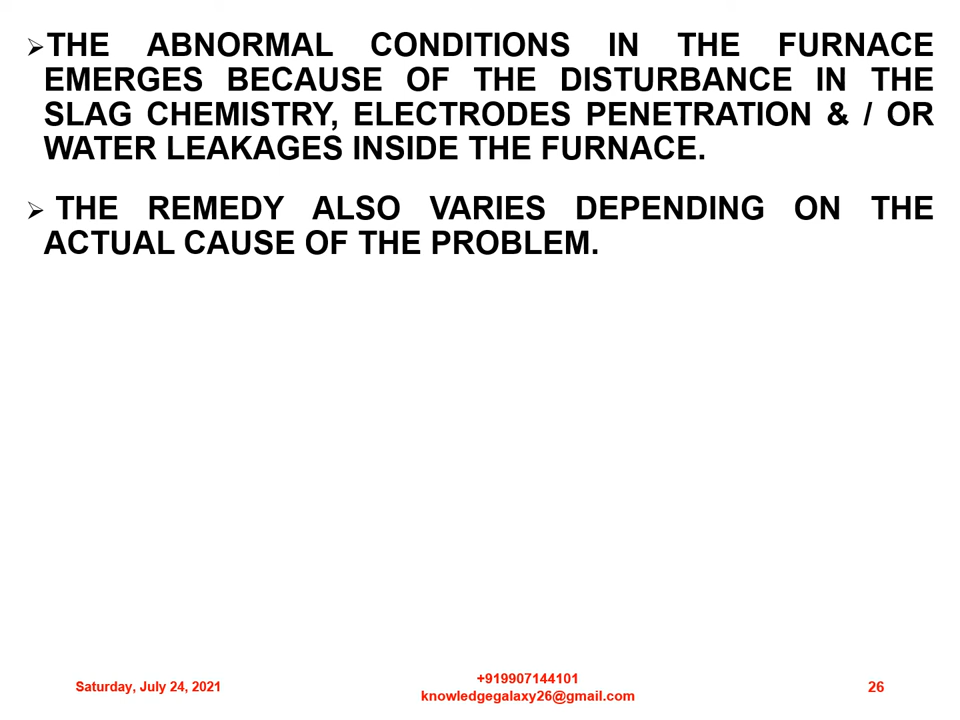 ➢THE ABNORMAL CONDITIONS IN THE FURNACE
EMERGES BECAUSE OF THE DISTURBANCE IN THE
SLAG CHEMISTRY, ELECTRODES PENETRATION & / OR
WATER LEAKAGES INSIDE THE FURNACE.
➢ THE REMEDY ALSO VARIES DEPENDING ON THE
ACTUAL CAUSE OF THE PROBLEM.
Saturday, July 24, 2021
+919907144101
knowledgegalaxy26@gmail.com
26